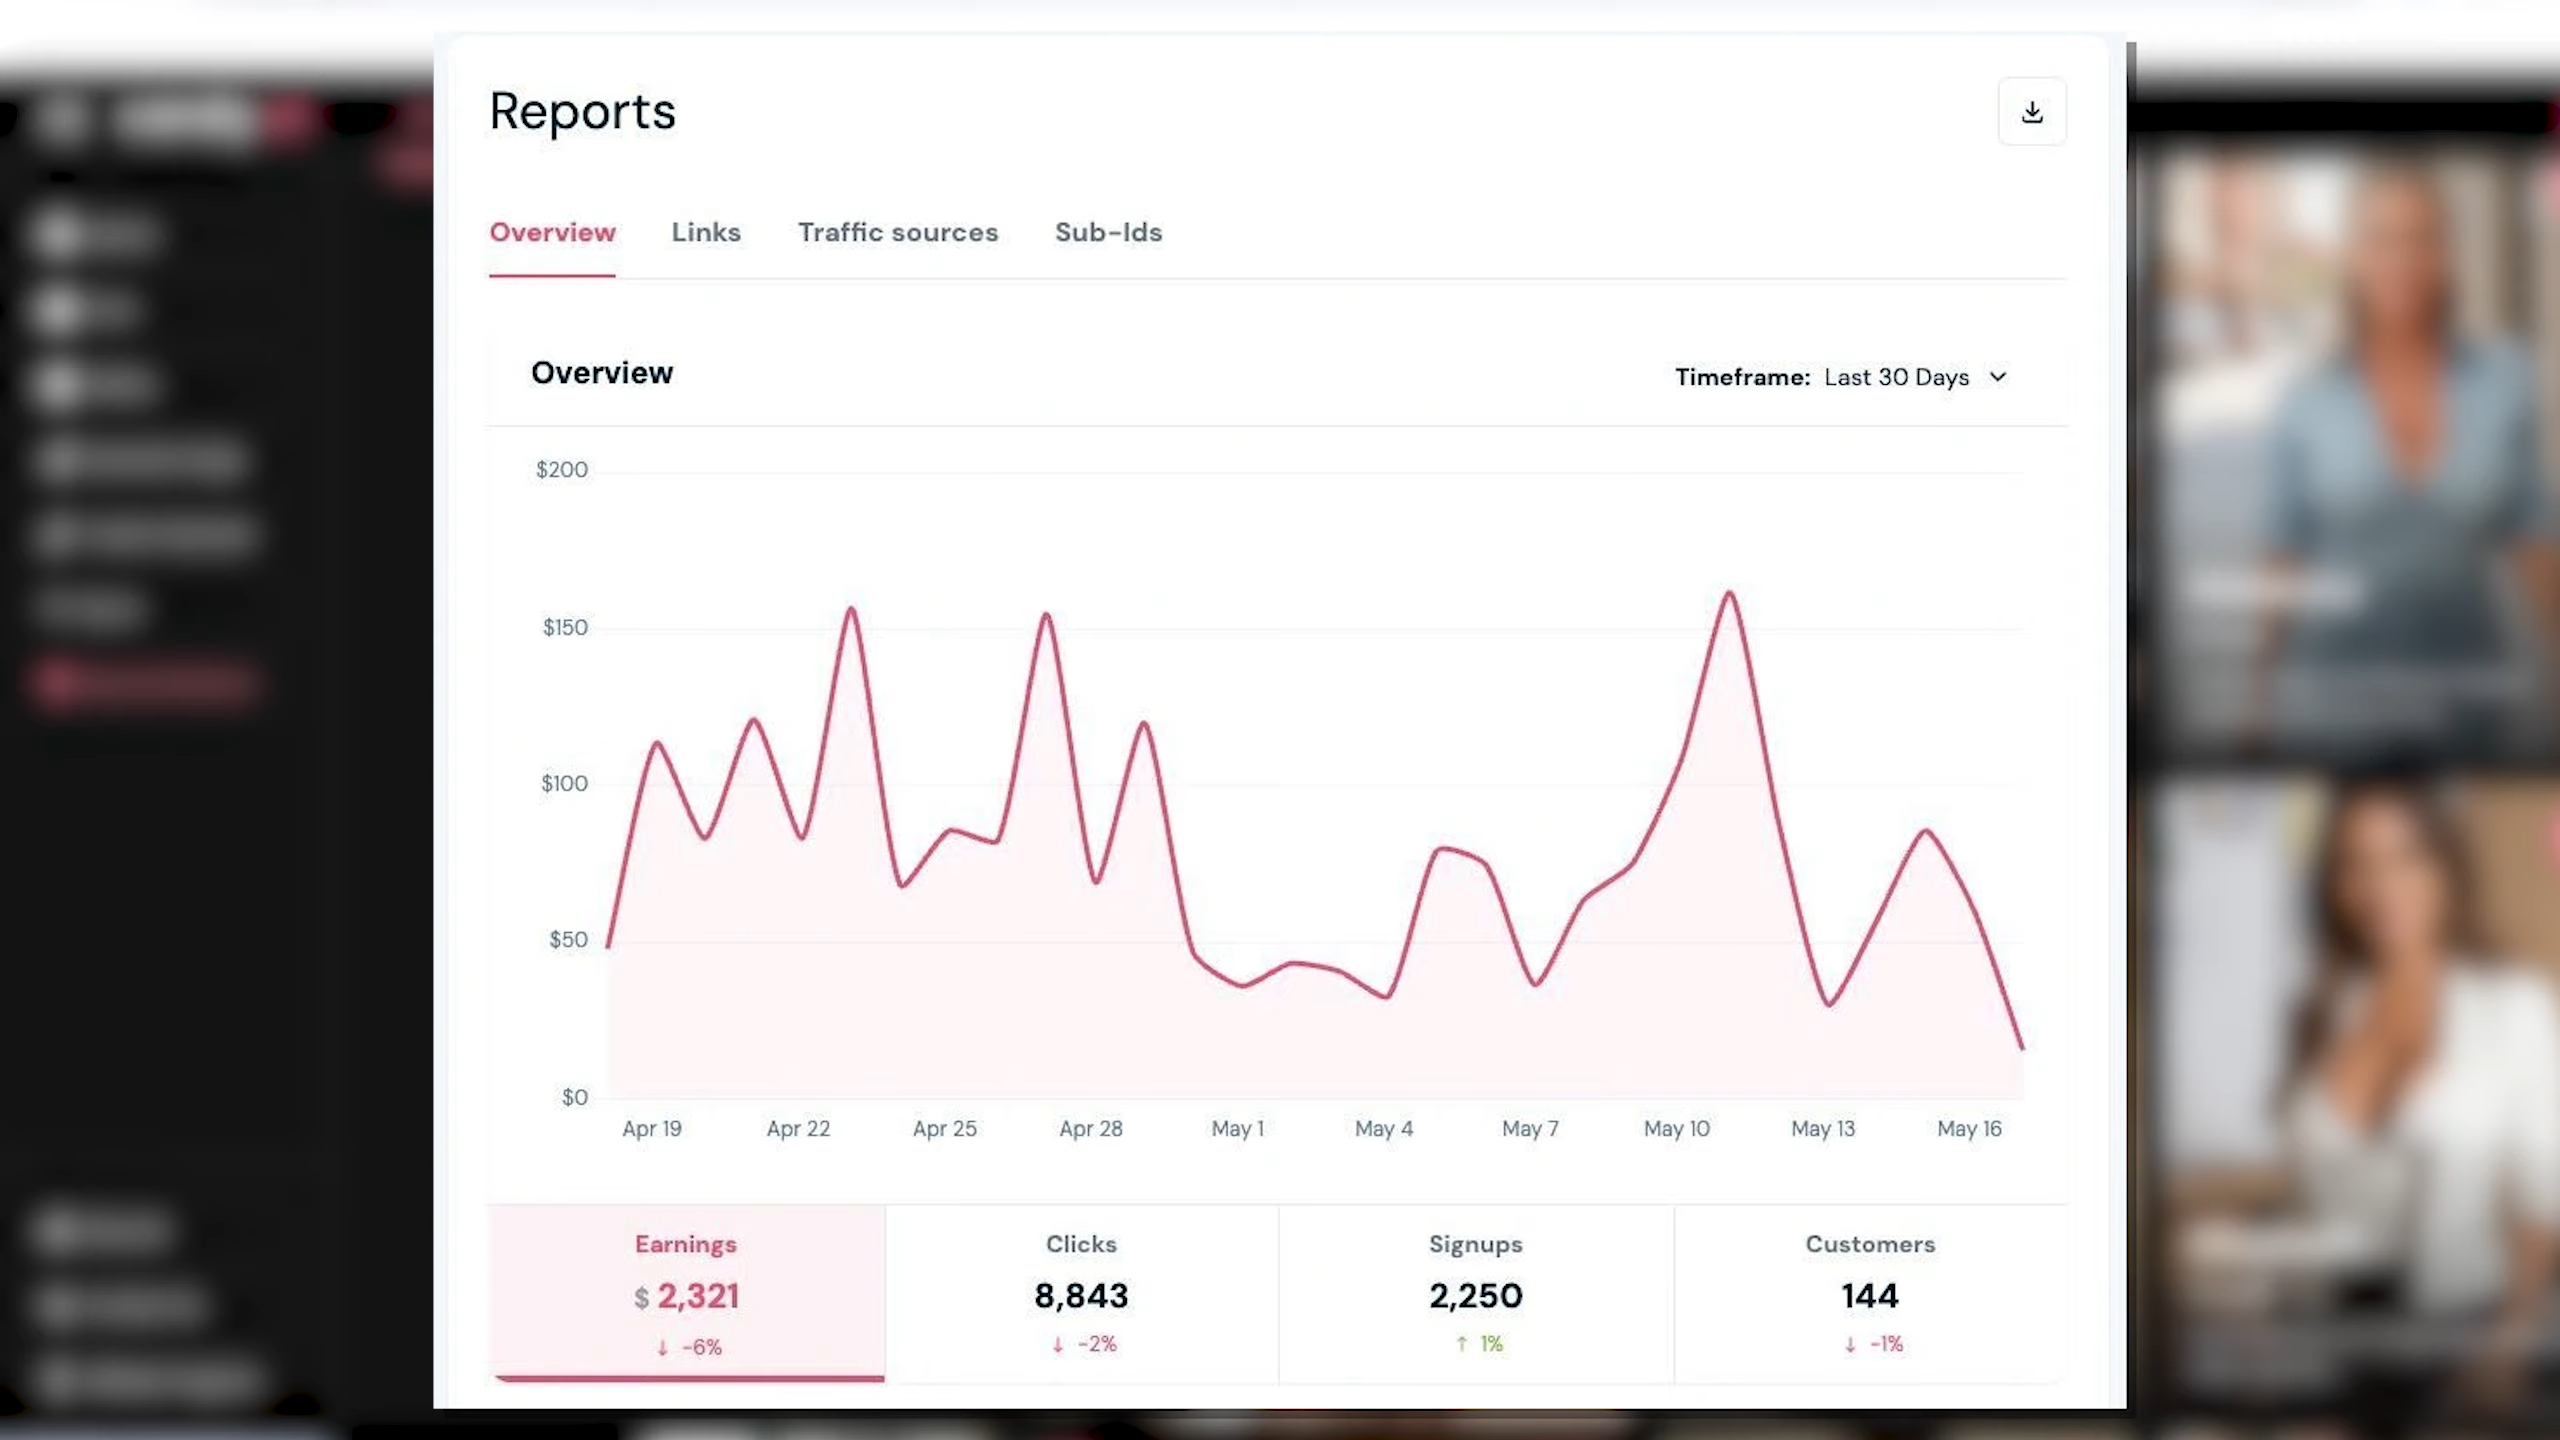 Reports
Overview Links Traffic sources Sub-Ids
Overview
Timeframe: Last 30 Days
$200
$150
$100
$50
$0
Apr 19 Apr 22 Apr 25 Apr 28 May 1 May 4 May 7 May 10 May 13 May 16
Earnings Clicks Signups Customers
$ 2,321 8,843 2,250 144
↓ -6% ↓ -2% ↑ 1% ↓ -1%